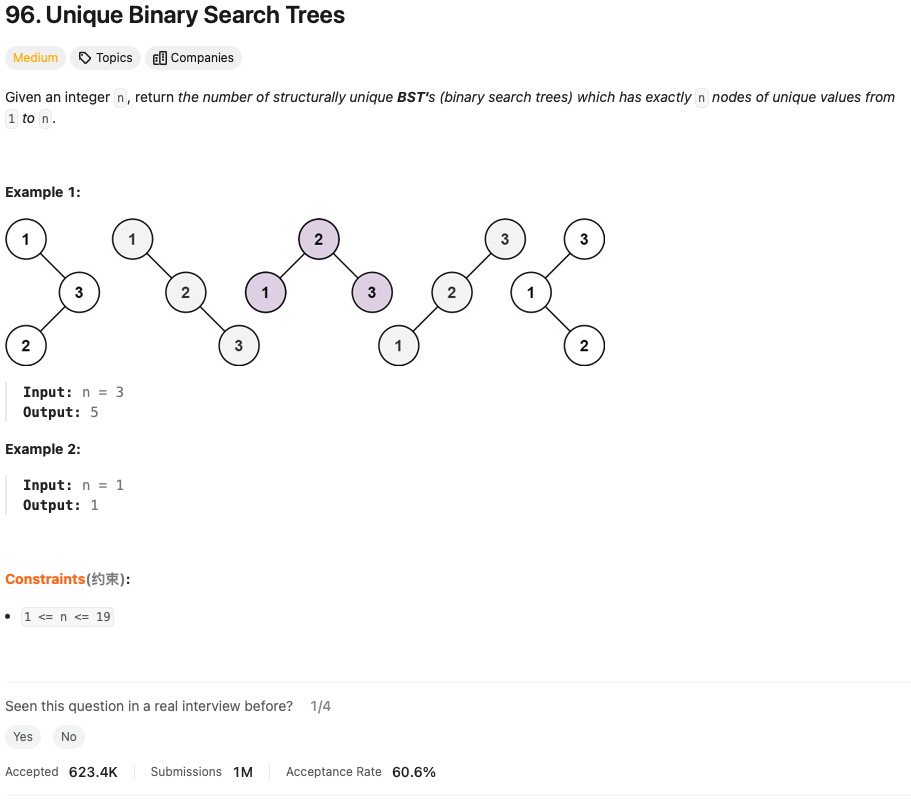 96. Unique Binary Search Trees
Medium Topics Companies
Given an integer n, return the number of structurally unique BST's (binary search trees) which has exactly n nodes of unique values from
1 to n.
Example 1:
1 1 2 3 3
3 2 1 3 2 1
2 3 1 2
Input: n = 3
Output: 5
Example 2:
Input: n = 1
Output: 1
Constraints(约束):
• 1 <= n <= 19
Seen this question in a real interview before? 1/4
Yes No
Accepted 623.4K Submissions 1M Acceptance Rate 60.6%